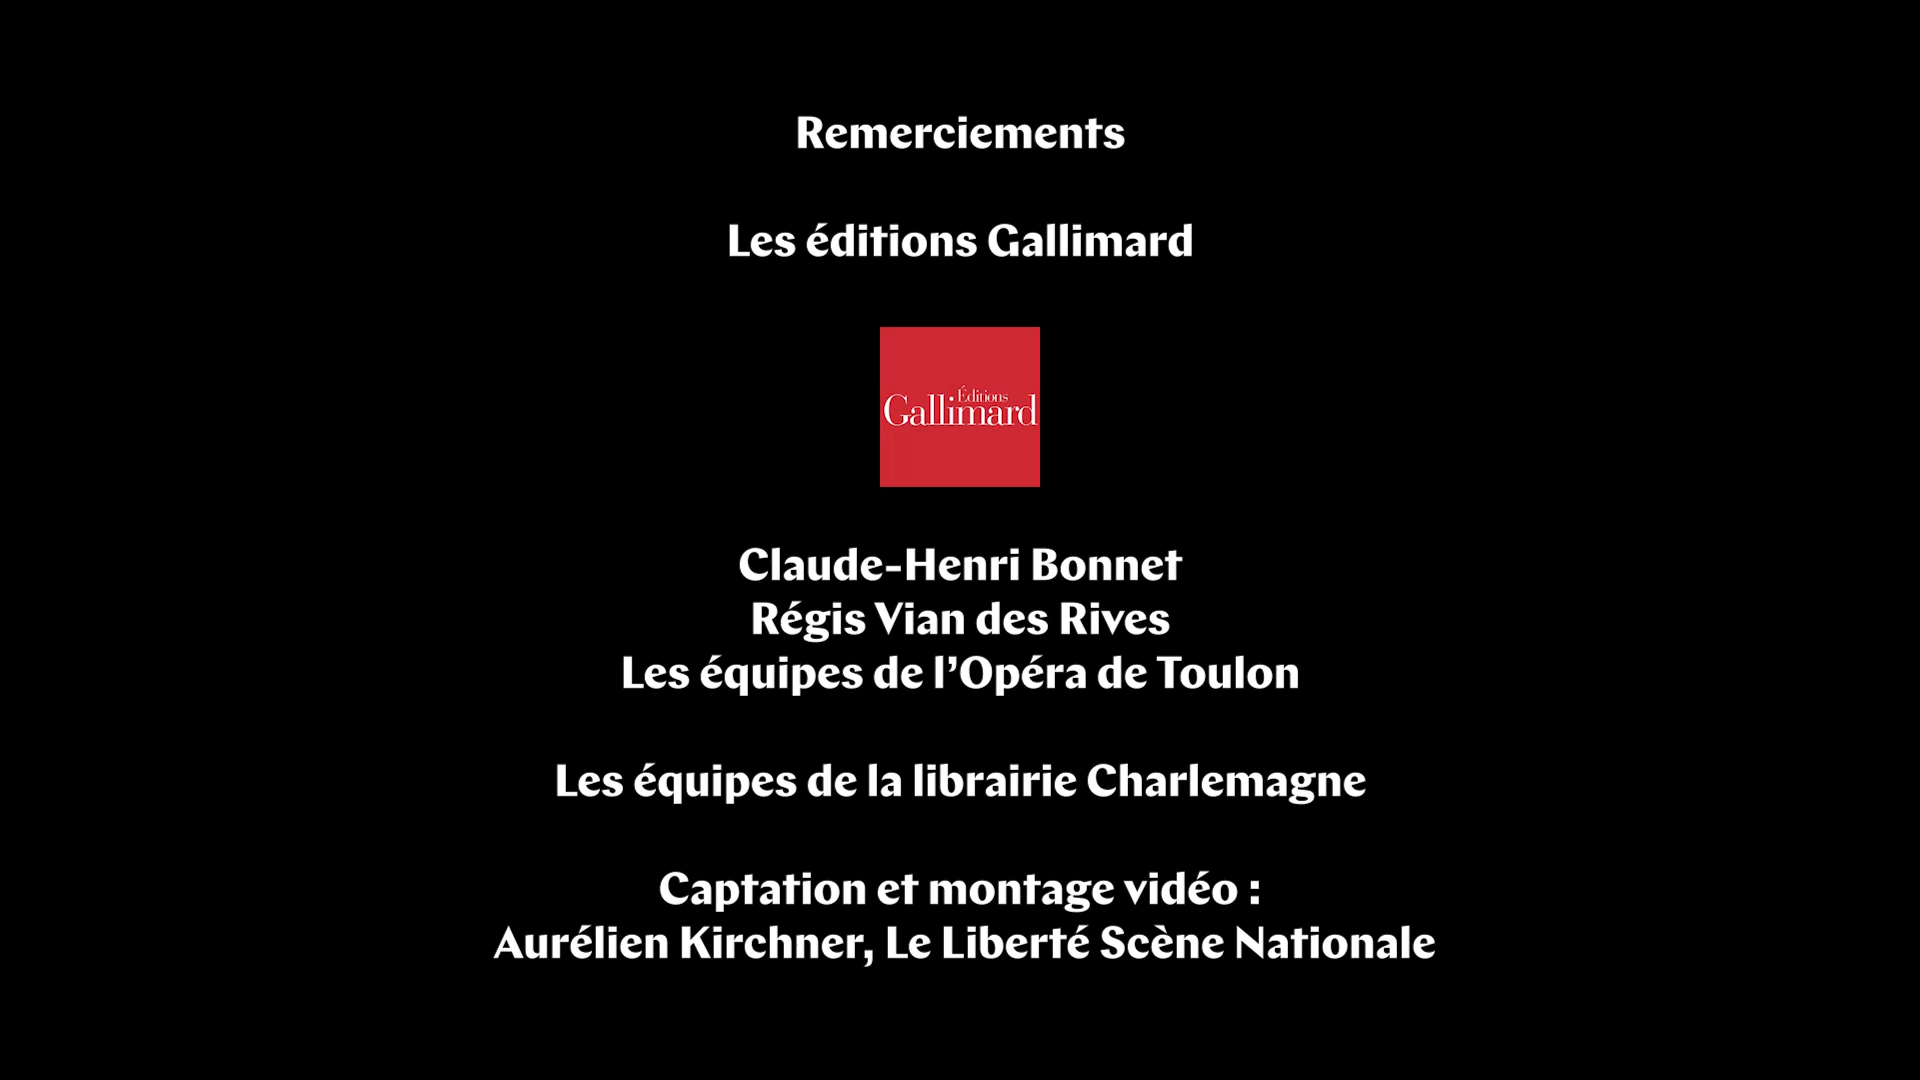 Remerciements
Les éditions Gallimard
Éditions
Gallimard
Claude-Henri Bonnet
Régis Vian des Rives
Les équipes de l’Opéra de Toulon
Les équipes de la librairie Charlemagne
Captation et montage vidéo :
Aurélien Kirchner, Le Liberté Scène Nationale